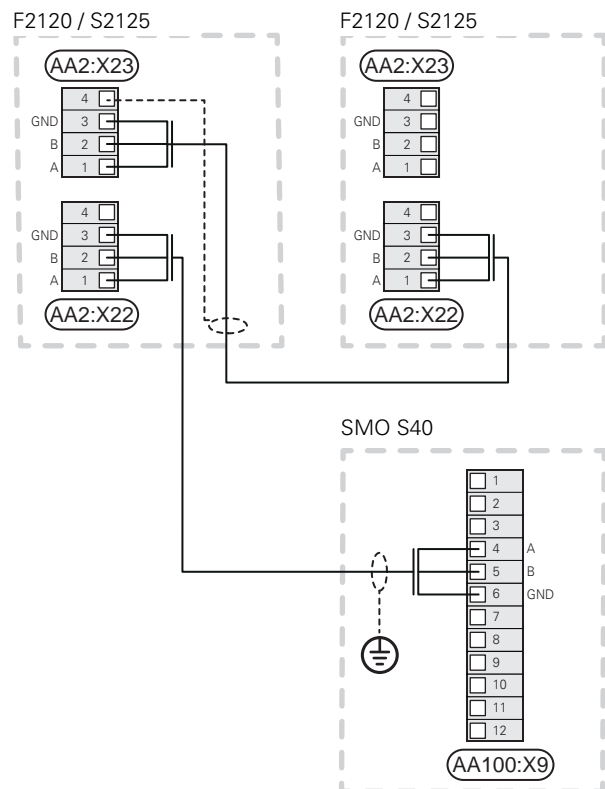 F2120 / S2125
AA2:X23
4
GND 3
B 2
A 1
4
GND 3
B 2
A 1
AA2:X22
F2120 / S2125
AA2:X23
4
GND 3
B 2
A 1
4
GND 3
B 2
A 1
AA2:X22
SMO S40
1
2
3
4 A
5 B
6 GND
7
8
9
10
11
12
AA100:X9